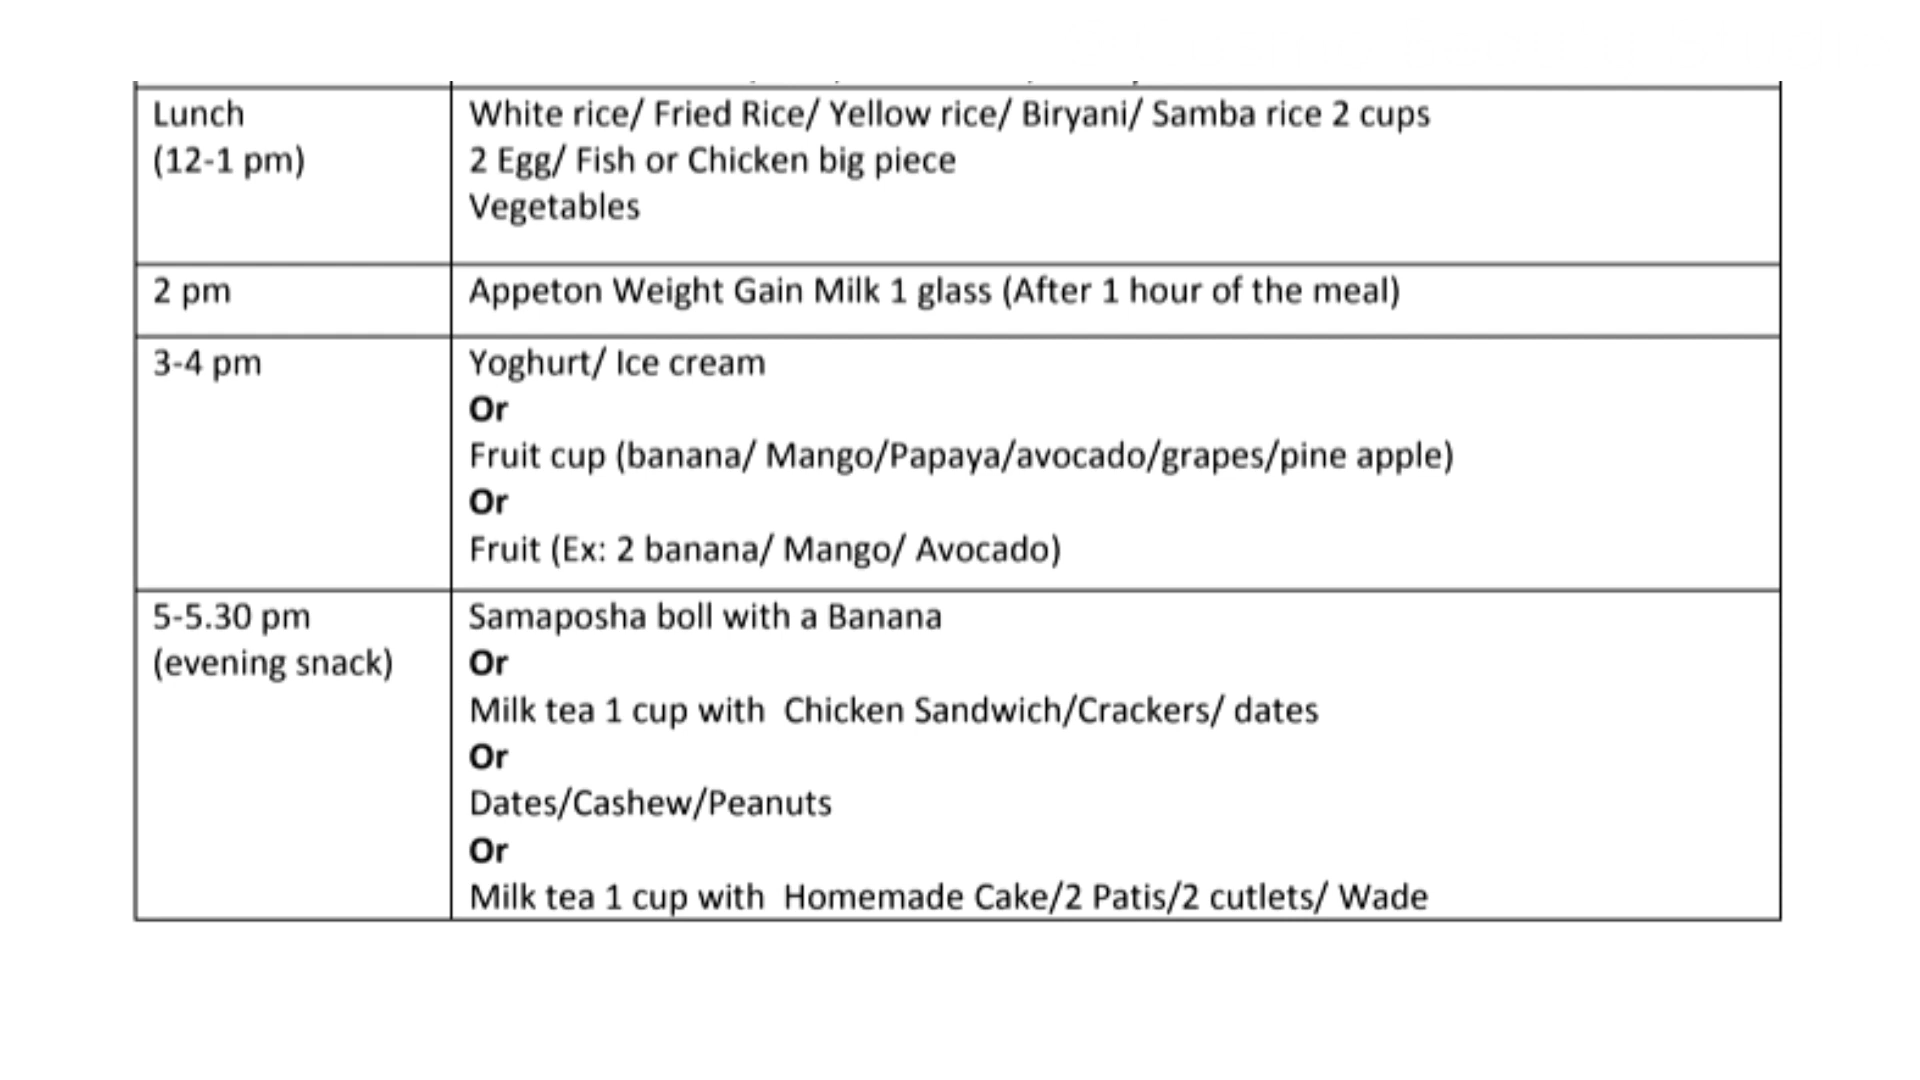 Lunch
(12-1 pm)
White rice/ Fried Rice/ Yellow rice/ Biryani/ Samba rice 2 cups
2 Egg/ Fish or Chicken big piece
Vegetables
2 pm
Appeton Weight Gain Milk 1 glass (After 1 hour of the meal)
3-4 pm
Yoghurt/ Ice cream
Or
Fruit cup (banana/ Mango/Papaya/avocado/grapes/pine apple)
Or
Fruit (Ex: 2 banana/ Mango/ Avocado)
5-5.30 pm
(evening snack)
Samaposha boll with a Banana
Or
Milk tea 1 cup with  Chicken Sandwich/Crackers/ dates
Or
Dates/Cashew/Peanuts
Or
Milk tea 1 cup with  Homemade Cake/2 Patis/2 cutlets/ Wade